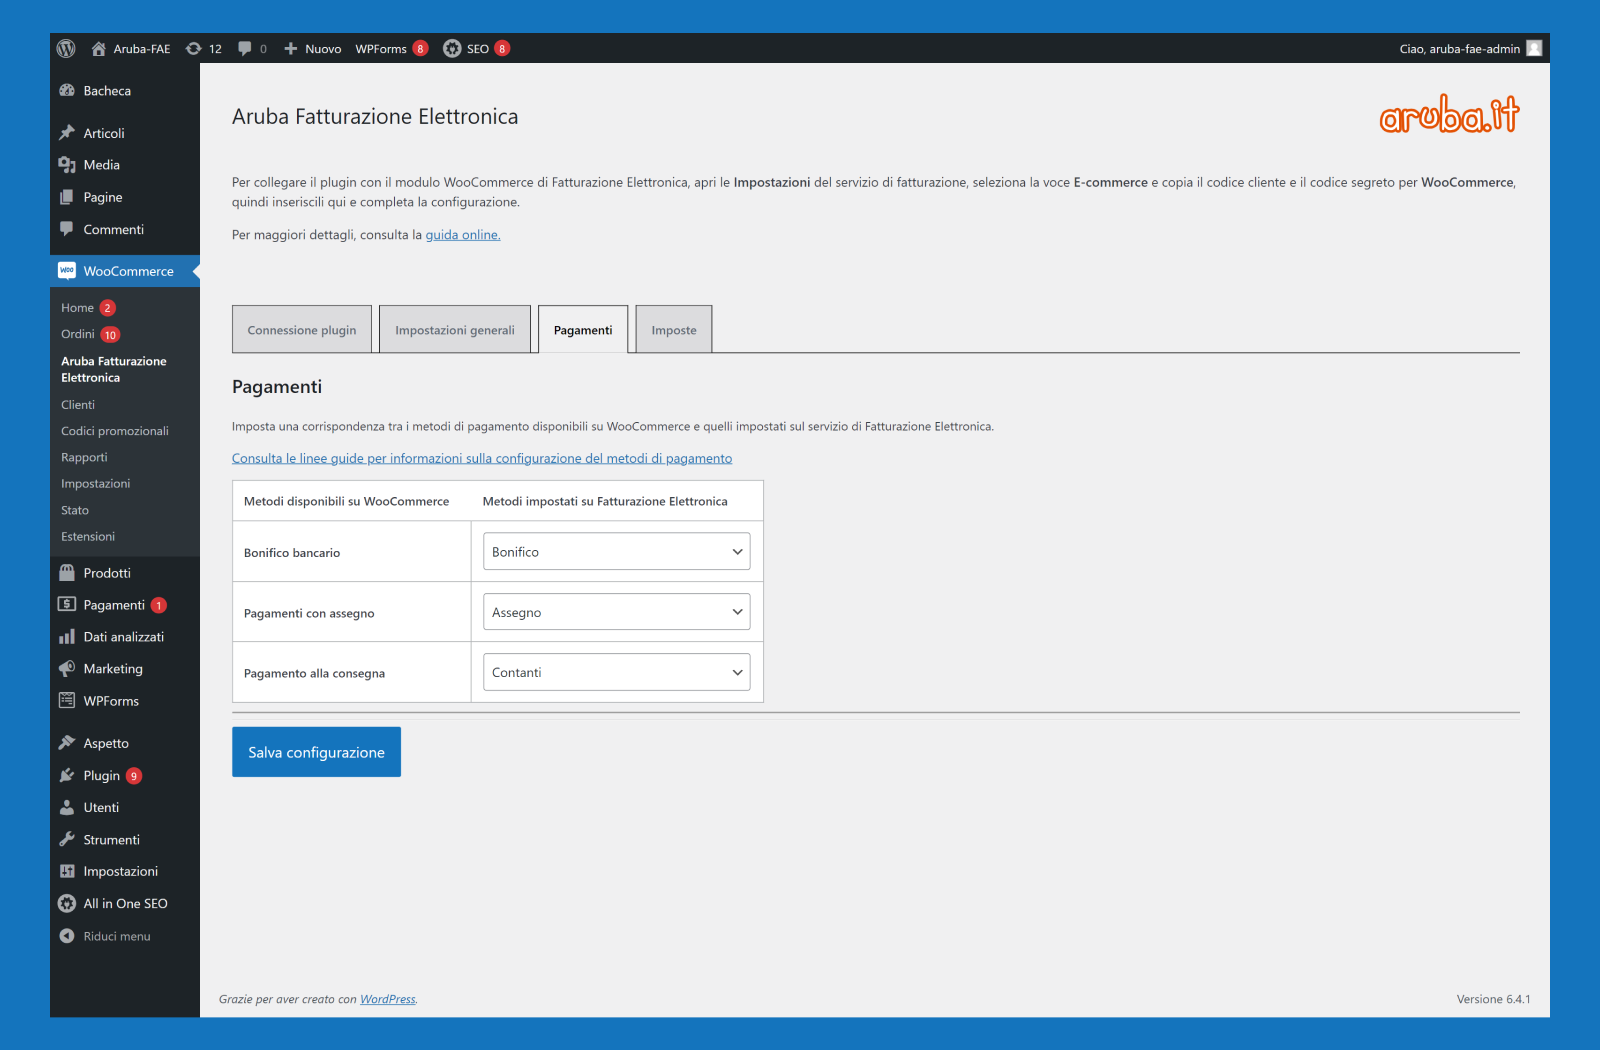 Aruba-FAE 12 0 Nuovo WPForms 8 SEO 8 Ciao, aruba-fae-admin
Bacheca
Articoli
Media
Pagine
Commenti
Woo WooCommerce
Home 2
Ordini 10
Aruba Fatturazione
Elettronica
Clienti
Codici promozionali
Rapporti
Impostazioni
Stato
Estensioni
Prodotti
Pagamenti 1
Dati analizzati
Marketing
WPForms
Aspetto
Plugin 9
Utenti
Strumenti
Impostazioni
All in One SEO
Riduci menu
Aruba Fatturazione Elettronica
aruba.it
Per collegare il plugin con il modulo WooCommerce di Fatturazione Elettronica, apri le Impostazioni del servizio di fatturazione, seleziona la voce E-commerce e copia il codice cliente e il codice segreto per WooCommerce,
quindi inseriscili qui e completa la configurazione.
Per maggiori dettagli, consulta la guida online.
Connessione plugin Impostazioni generali Pagamenti Imposte
Pagamenti
Imposta una corrispondenza tra i metodi di pagamento disponibili su WooCommerce e quelli impostati sul servizio di Fatturazione Elettronica.
Consulta le linee guide per informazioni sulla configurazione del metodi di pagamento
Metodi disponibili su WooCommerce Metodi impostati su Fatturazione Elettronica
Bonifico bancario Bonifico
Pagamenti con assegno Assegno
Pagamento alla consegna Contanti
Salva configurazione
Grazie per aver creato con WordPress. Versione 6.4.1